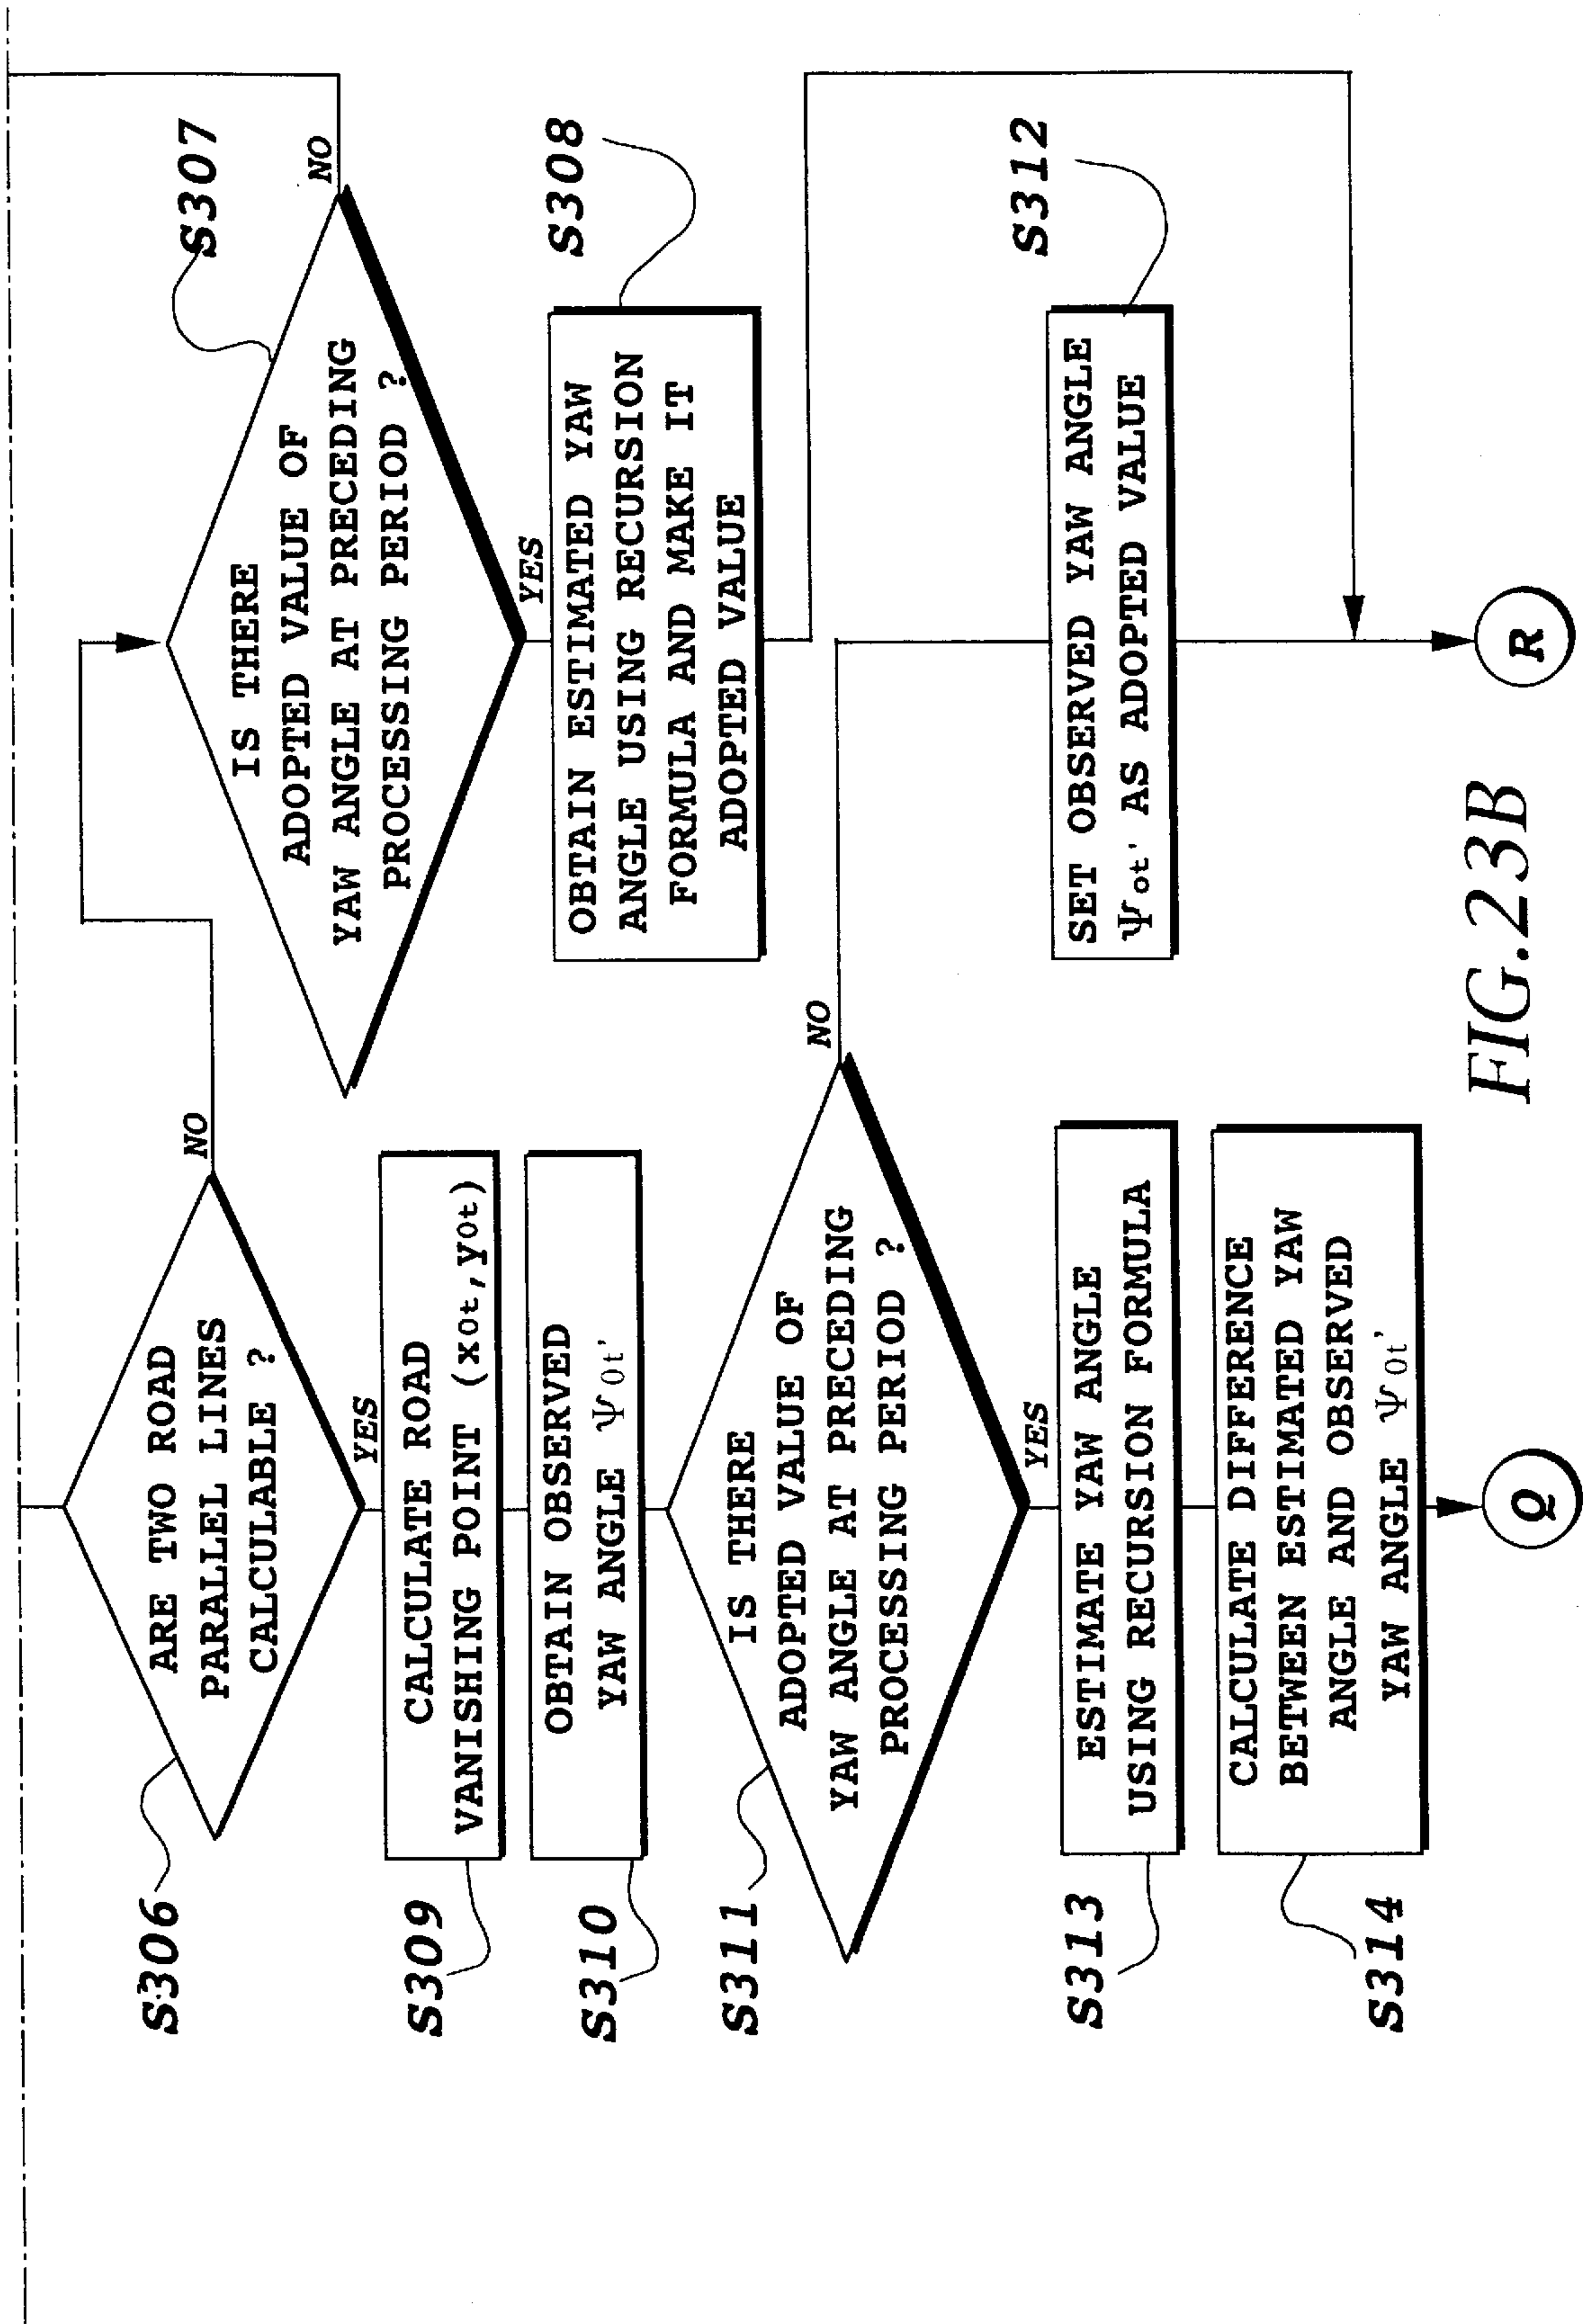 S306
ARE TWO ROAD
PARALLEL LINES
CALCULABLE ?
NO
YES
S307
IS THERE
ADOPTED VALUE OF
YAW ANGLE AT PRECEDING
PROCESSING PERIOD ?
NO
YES
S308
OBTAIN ESTIMATED YAW
ANGLE USING RECURSION
FORMULA AND MAKE IT
ADOPTED VALUE
S309
CALCULATE ROAD
VANISHING POINT (x0t,y0t)
S310
OBTAIN OBSERVED
YAW ANGLE Ψ0t'
S311
IS THERE
ADOPTED VALUE OF
YAW ANGLE AT PRECEDING
PROCESSING PERIOD ?
NO
YES
S312
SET OBSERVED YAW ANGLE
Ψot' AS ADOPTED VALUE
S313
ESTIMATE YAW ANGLE
USING RECURSION FORMULA
S314
CALCULATE DIFFERENCE
BETWEEN ESTIMATED YAW
ANGLE AND OBSERVED
YAW ANGLE Ψ0t'
Q
R
FIG.23B